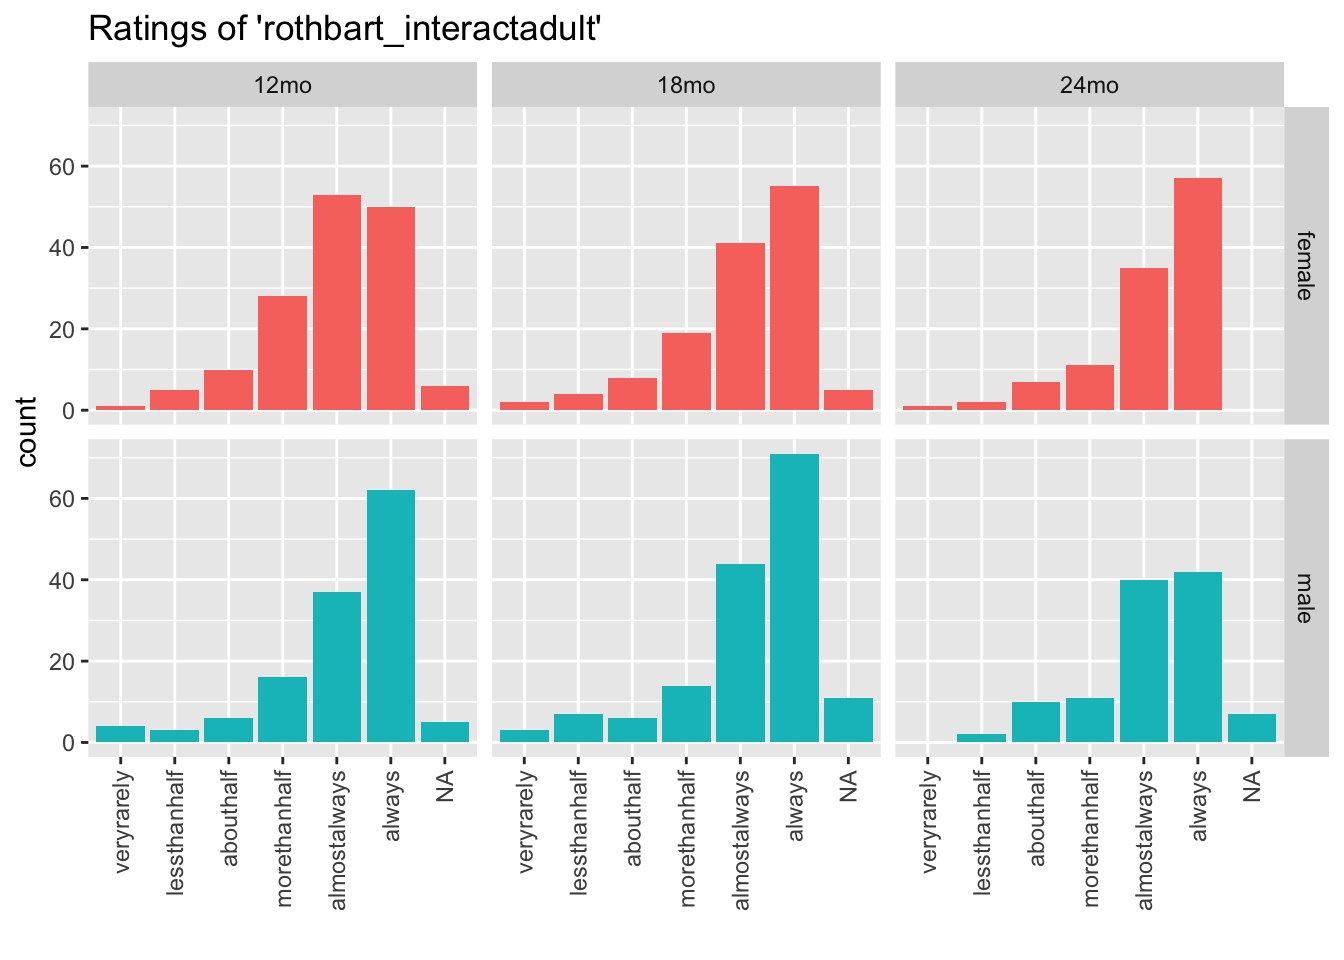 Ratings of 'rothbart_interactadult'
12mo 18mo 24mo
60
40
20
0
female
count
60
40
20
0
male
veryrarely lessthanhalf abouthalf morethanhalf almostalways always NA veryrarely lessthanhalf abouthalf morethanhalf almostalways always NA veryrarely lessthanhalf abouthalf morethanhalf almostalways always NA